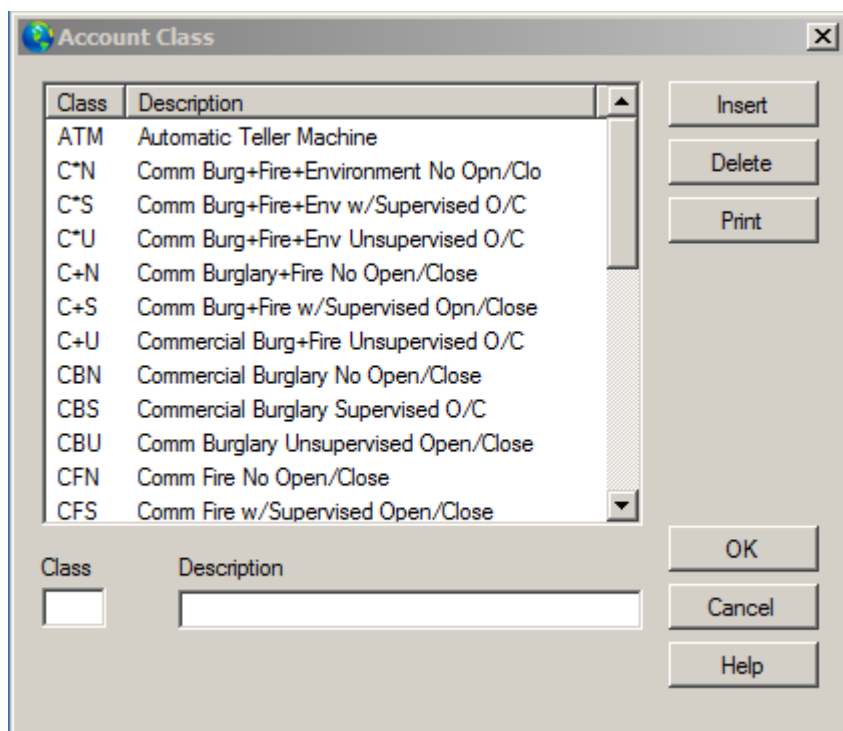 Account Class
Class Description
ATM Automatic Teller Machine
C*N Comm Burg+Fire+Environment No Opn/Clo
C*S Comm Burg+Fire+Env w/Supervised O/C
C*U Comm Burg+Fire+Env Unsupervised O/C
C+N Comm Burglary+Fire No Open/Close
C+S Comm Burg+Fire w/Supervised Opn/Close
C+U Commercial Burg+Fire Unsupervised O/C
CBN Commercial Burglary No Open/Close
CBS Commercial Burglary Supervised O/C
CBU Comm Burglary Unsupervised Open/Close
CFN Comm Fire No Open/Close
CFS Comm Fire w/Supervised Open/Close
Class Description
Insert
Delete
Print
OK
Cancel
Help